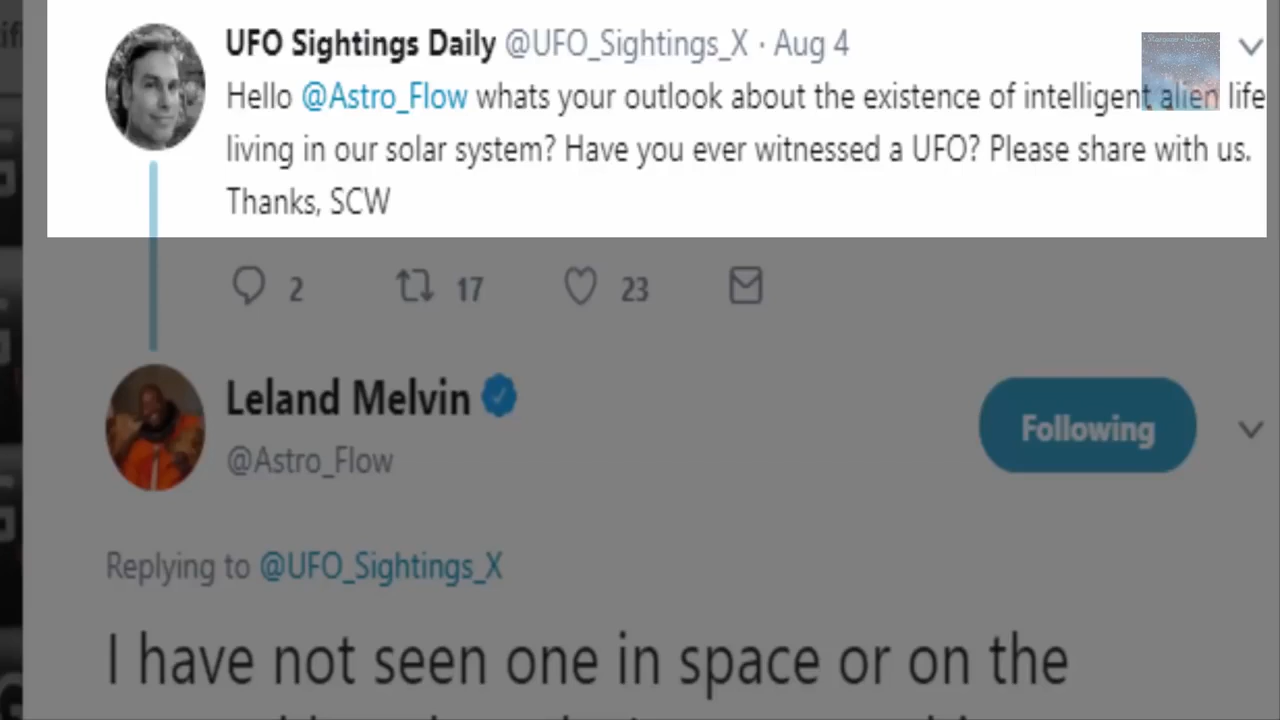 UFO Sightings Daily @UFO_Sightings_X · Aug 4
Hello @Astro_Flow whats your outlook about the existence of intelligent alien life
living in our solar system? Have you ever witnessed a UFO? Please share with us.
Thanks, SCW
2 17 23
Leland Melvin
Following
@Astro_Flow
Replying to @UFO_Sightings_X
I have not seen one in space or on the